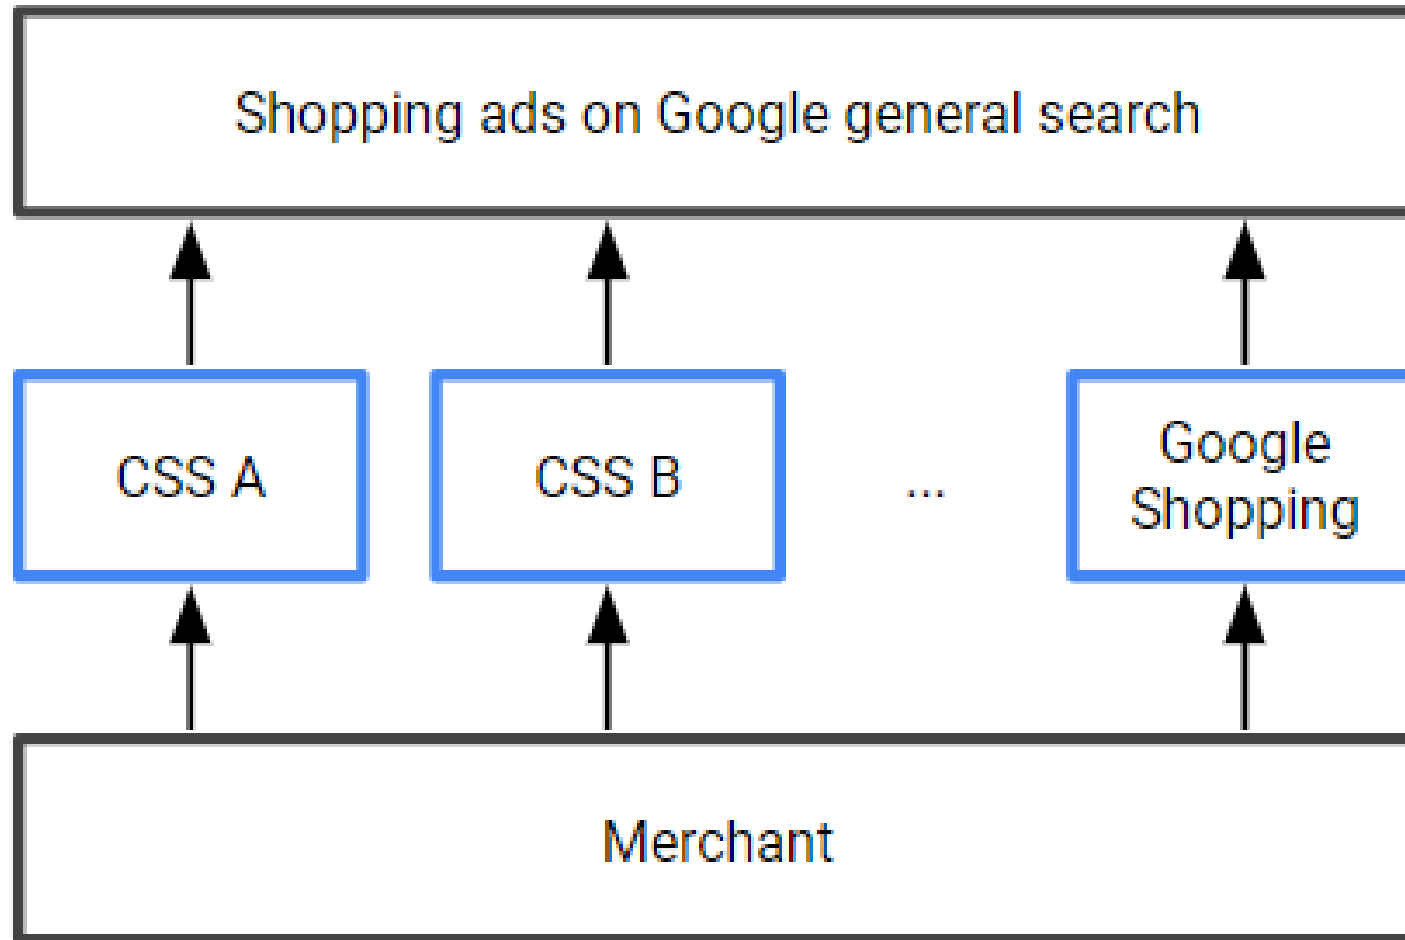 Shopping ads on Google general search
CSS A
CSS B
...
Google
Shopping
Merchant